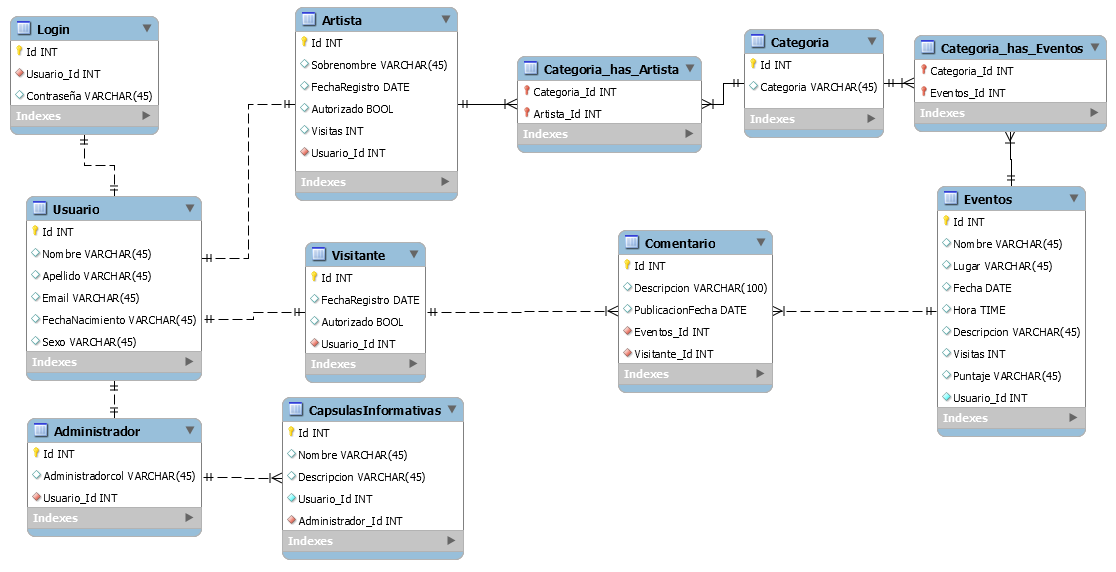 Login
Id INT
Usuario_Id INT
Contraseña VARCHAR(45)
Indexes
Artista
Id INT
Sobrenombre VARCHAR(45)
FechaRegistro DATE
Autorizado BOOL
Visitas INT
Usuario_Id INT
Indexes
Categoria_has_Artista
Categoria_Id INT
Artista_Id INT
Indexes
Categoria
Id INT
Categoria VARCHAR(45)
Indexes
Categoria_has_Eventos
Categoria_Id INT
Eventos_Id INT
Indexes
Usuario
Id INT
Nombre VARCHAR(45)
Apellido VARCHAR(45)
Email VARCHAR(45)
FechaNacimiento VARCHAR(45)
Sexo VARCHAR(45)
Indexes
Visitante
Id INT
FechaRegistro DATE
Autorizado BOOL
Usuario_Id INT
Indexes
Comentario
Id INT
Descripcion VARCHAR(100)
PublicacionFecha DATE
Eventos_Id INT
Visitante_Id INT
Indexes
Eventos
Id INT
Nombre VARCHAR(45)
Lugar VARCHAR(45)
Fecha DATE
Hora TIME
Descripcion VARCHAR(45)
Visitas INT
Puntaje VARCHAR(45)
Usuario_Id INT
Indexes
Administrador
Id INT
Administradorcol VARCHAR(45)
Usuario_Id INT
Indexes
CapsulasInformativas
Id INT
Nombre VARCHAR(45)
Descripcion VARCHAR(45)
Usuario_Id INT
Administrador_Id INT
Indexes